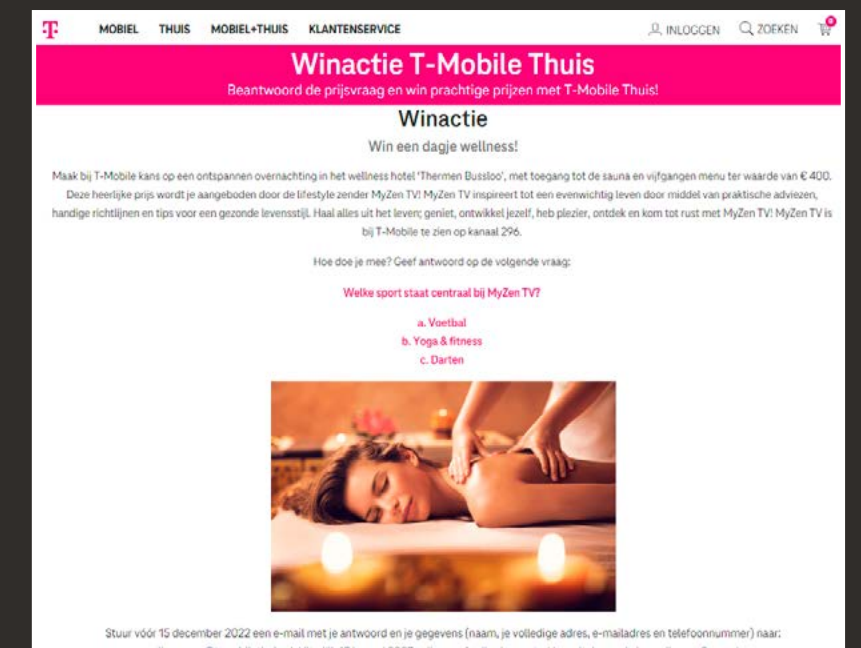 T MOBIEL THUIS MOBIEL+THUIS KLANTENSERVICE INLOGGEN ZOEKEN 0
Winactie T-Mobile Thuis
Beantwoord de prijsvraag en win prachtige prijzen met T-Mobile Thuis!
Winactie
Win een dagje wellness!
Maak bij T-Mobile kans op een ontspannen overnachting in het wellness hotel 'Thermen Bussloo', met toegang tot de sauna en vijfgangen menu ter waarde van € 400.
Deze heerlijke prijs wordt je aangeboden door de lifestyle zender MyZen TV! MyZen TV inspireert tot een evenwichtig leven door middel van praktische adviezen,
handige richtlijnen en tips voor een gezonde levensstijl. Haal alles uit het leven; geniet, ontwikkel jezelf, heb plezier, ontdek en kom tot rust met MyZen TV! MyZen TV is
bij T-Mobile te zien op kanaal 296.
Hoe doe je mee? Geef antwoord op de volgende vraag:
Welke sport staat centraal bij MyZen TV?
a. Voetbal
b. Yoga & fitness
c. Darten
Stuur vóór 15 december 2022 een e-mail met je antwoord en je gegevens (naam, je volledige adres, e-mailadres en telefoonnummer) naar: